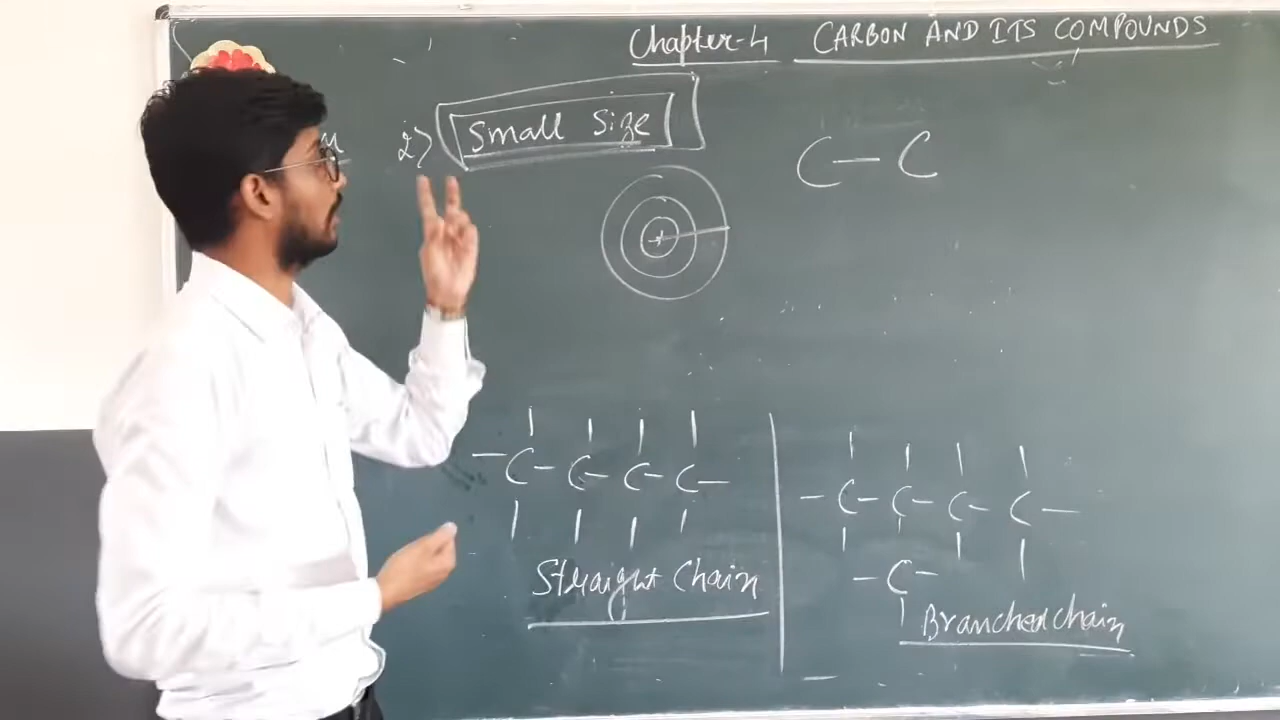 Chapter-4 CARBON AND ITS COMPOUNDS
2) Small Size
C-C
-C-C-C-C-
Straight Chain
-C-C-C-C-
-C-
Branched chain